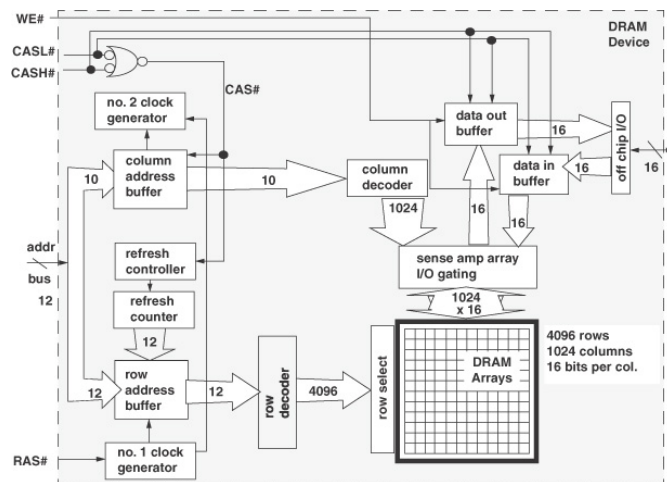 WE#
DRAM
Device
CASL#
CASH#
CAS#
no. 2 clock
generator
data out
buffer
16
off chip I/O
16
column
address
buffer
10
10
column
decoder
data in
buffer
16
1024
16
16
addr
bus
12
refresh
controller
sense amp array
I/O gating
refresh
counter
1024
x 16
12
row
address
buffer
12
12
row
decoder
4096
row select
DRAM
Arrays
4096 rows
1024 columns
16 bits per col.
RAS#
no. 1 clock
generator